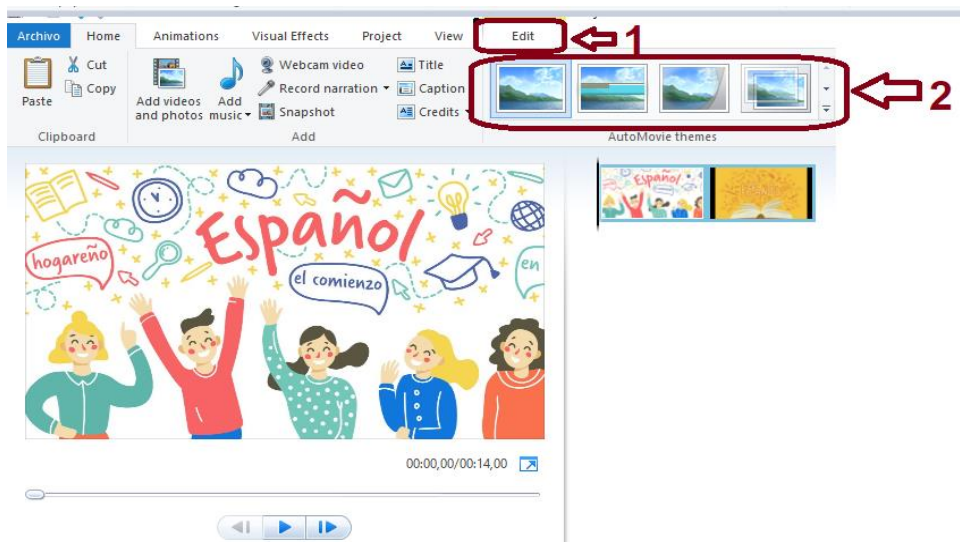 Archivo Home Animations Visual Effects Project View Edit
1
Cut
Copy
Paste
Clipboard
Add videos
and photos
Add
music
Webcam video
Record narration
Snapshot
Title
Caption
Credits
Add
AutoMovie themes
2
Español
hogareño
el comienzo
en
Español
00:00,00/00:14,00